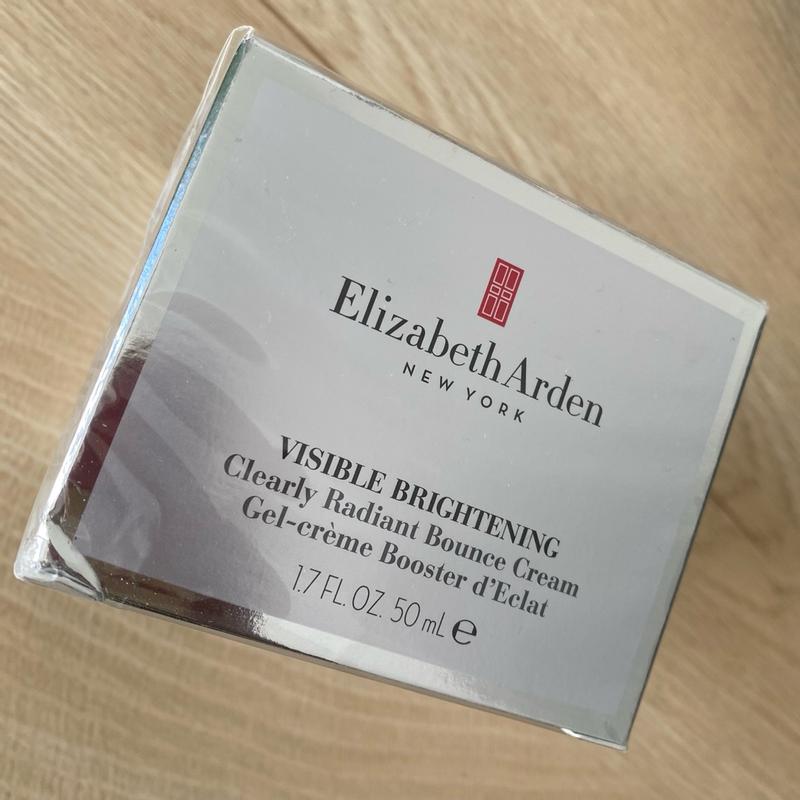 Elizabeth Arden
NEW YORK
VISIBLE BRIGHTENING
Clearly Radiant Bounce Cream
Gel-crème Booster d'Eclat
1.7 FL. OZ. 50 mL ℮